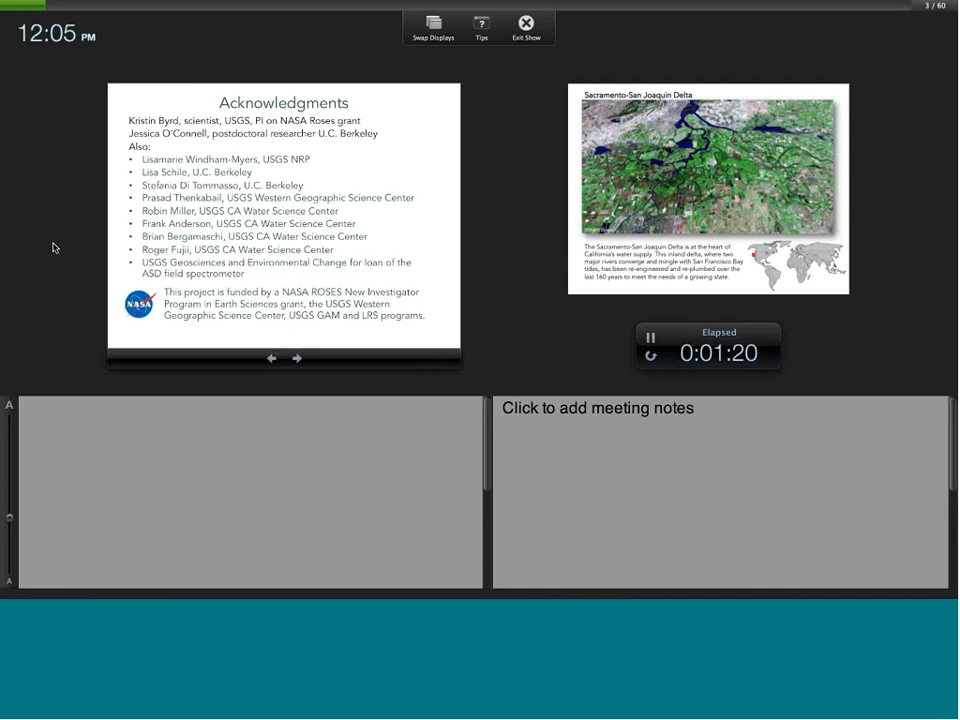 3 / 60
12:05 PM
Swap Displays
Tips
Exit Show
Acknowledgments
Kristin Byrd, scientist, USGS, PI on NASA Roses grant
Jessica O'Connell, postdoctoral researcher U.C. Berkeley
Also:
• Lisamarie Windham-Myers, USGS NRP
• Lisa Schile, U.C. Berkeley
• Stefania Di Tommasso, U.C. Berkeley
• Prasad Thenkabail, USGS Western Geographic Science Center
• Robin Miller, USGS CA Water Science Center
• Frank Anderson, USGS CA Water Science Center
• Brian Bergamaschi, USGS CA Water Science Center
• Roger Fujii, USGS CA Water Science Center
• USGS Geosciences and Environmental Change for loan of the
ASD field spectrometer
NASA
This project is funded by a NASA ROSES New Investigator
Program in Earth Sciences grant, the USGS Western
Geographic Science Center, USGS GAM and LRS programs.
Sacramento-San Joaquin Delta
The Sacramento-San Joaquin Delta is at the heart of
California's water supply. This inland delta, where two
major rivers converge and mingle with San Francisco Bay
tides, has been re-engineered and re-plumbed over the
last 160 years to meet the needs of a growing state.
Elapsed
0:01:20
A
A
Click to add meeting notes